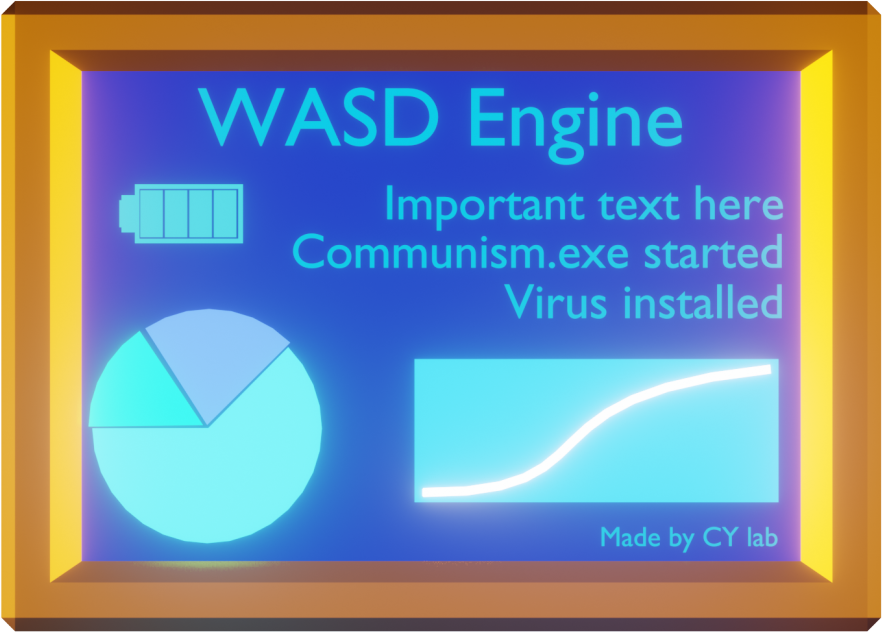 WASD Engine
Important text here
Communism.exe started
Virus installed
Made by CY lab